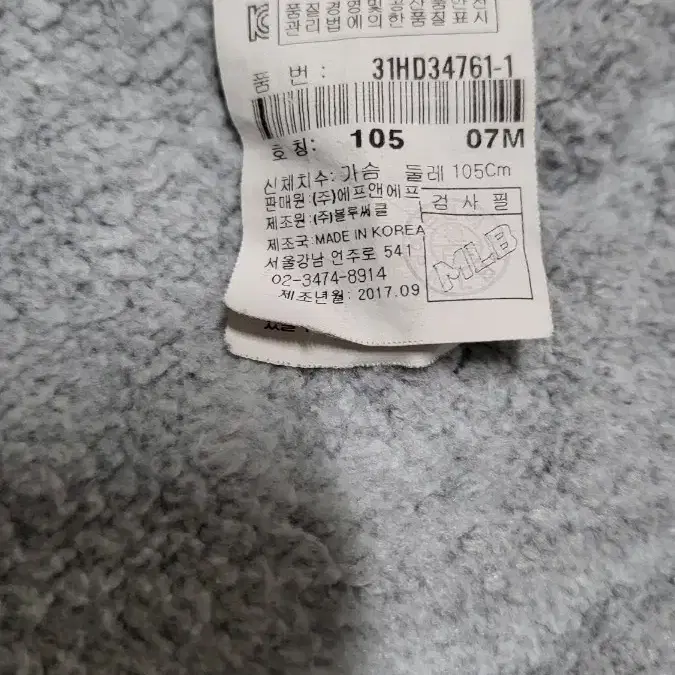 품질경영및공산품안전
관리법에의한품질표시
품 번 : 31HD34761-1
호칭: 105 07M
신체치수: 가슴 둘레 105Cm
판매원: (주)에프앤에프
제조원: (주)볼투써클
제조국: MADE IN KOREA
서울강남 언주로 541
02-3474-8914
제조년월: 2017.09
검사필
MLB